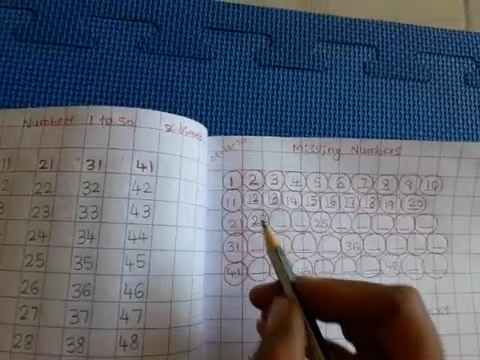 Numbers 1 to 50
11 21 31 41
2 22 32 42
3 23 33 43
24 34 44
25 35 45
26 36 46
27 37 47
28 38 48
Missing Numbers
1 2 3 4 5 6 7 8 9 10
11 12 13 14 15 16 17 18 19 20
21 22 _ _ 25 _ _ _ _ _
31 _ _ _ _ 36 _ _ _ _
41 _ _ _ _ 48 _ _